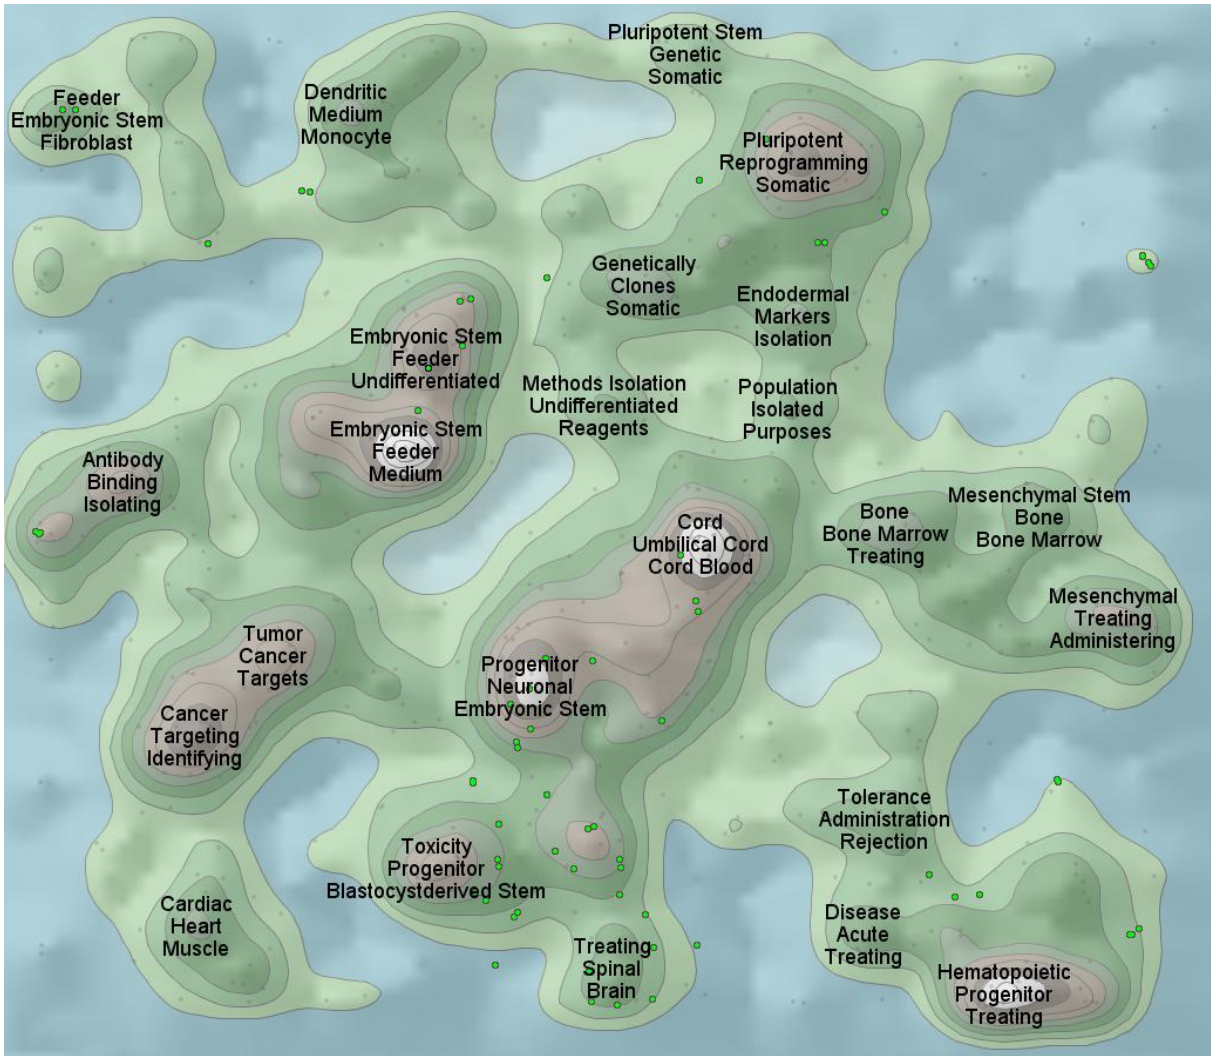 Pluripotent Stem
Genetic
Somatic
Feeder
Embryonic Stem
Fibroblast
Dendritic
Medium
Monocyte
Pluripotent
Reprogramming
Somatic
Genetically
Clones
Somatic
Endodermal
Markers
Isolation
Embryonic Stem
Feeder
Undifferentiated
Methods Isolation
Undifferentiated
Reagents
Population
Isolated
Purposes
Embryonic Stem
Feeder
Medium
Antibody
Binding
Isolating
Cord
Umbilical Cord
Cord Blood
Bone
Bone Marrow
Treating
Mesenchymal Stem
Bone
Bone Marrow
Mesenchymal
Treating
Administering
Tumor
Cancer
Targets
Progenitor
Neuronal
Embryonic Stem
Cancer
Targeting
Identifying
Tolerance
Administration
Rejection
Toxicity
Progenitor
Blastocystderived Stem
Cardiac
Heart
Muscle
Disease
Acute
Treating
Treating
Spinal
Brain
Hematopoietic
Progenitor
Treating